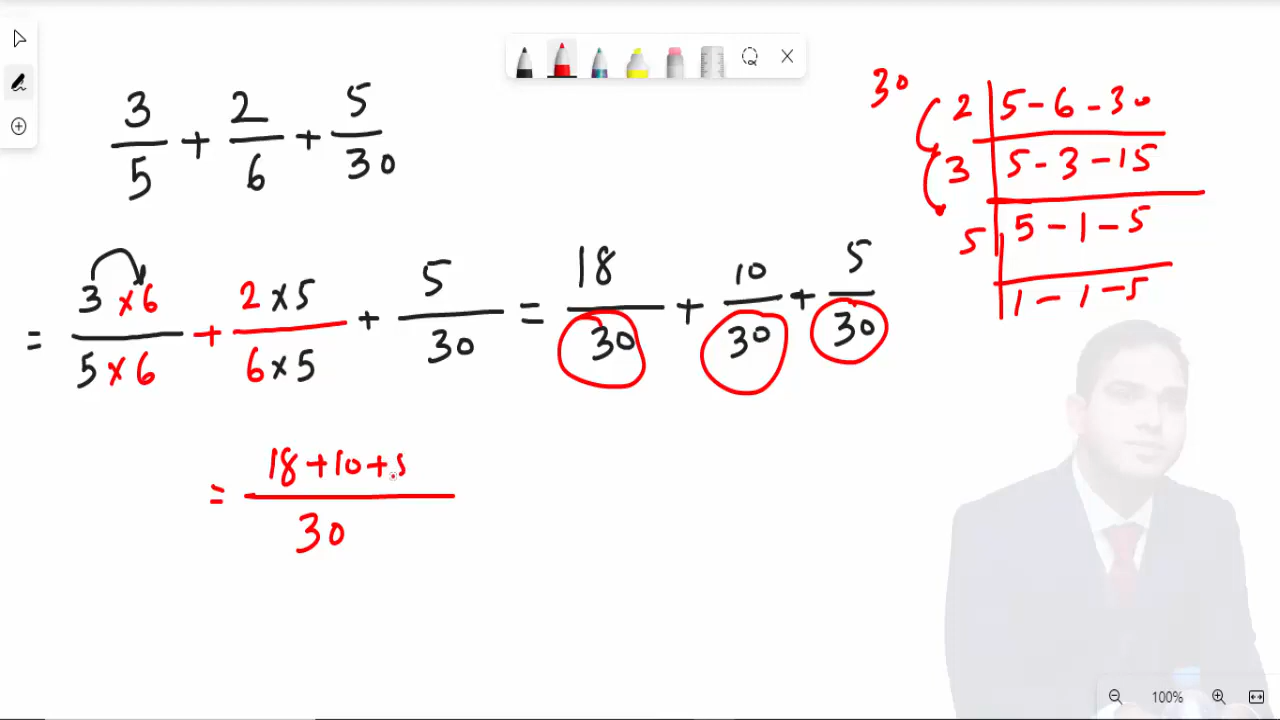 3/5 + 2/6 + 5/30
= 3×6/5×6 + 2×5/6×5 + 5/30 = 18/30 + 10/30 + 5/30
= 18+10+5/30
30
2 | 5 - 6 - 30
3 | 5 - 3 - 15
5 | 5 - 1 - 5
1 - 1 - 5
100%